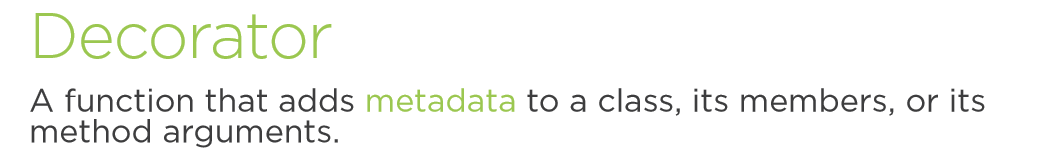 Decorator
A function that adds metadata to a class, its members, or its
method arguments.